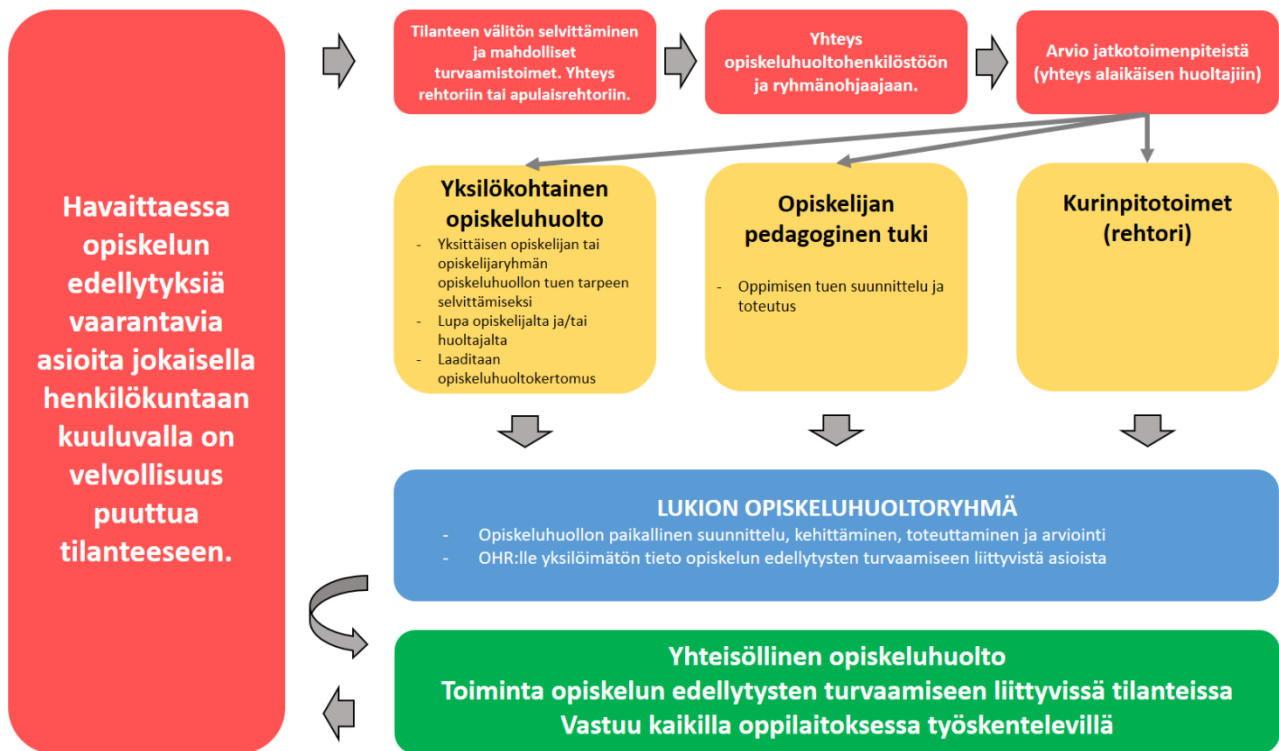 Havaittaessa
opiskelun
edellytyksiä
vaarantavia
asioita jokaisella
henkilökuntaan
kuuluvalla on
velvollisuus
puuttua
tilanteeseen.
Tilanteen välitön selvittäminen
ja mahdolliset
turvaamistoimet. Yhteys
rehtoriin tai apulaisrehtoriin.
Yhteys
opiskeluhuoltohenkilöstöön
ja ryhmänohjaajaan.
Arvio jatkotoimenpiteistä
(yhteys alaikäisen huoltajiin)
Yksilökohtainen
opiskeluhuolto
- Yksittäisen opiskelijan tai
opiskelijaryhmän
opiskeluhuollon tuen tarpeen
selvittämiseksi
- Lupa opiskelijalta ja/tai
huoltajalta
- Laaditaan
opiskeluhuoltokertomus
Opiskelijan
pedagoginen tuki
- Oppimisen tuen suunnittelu ja
toteutus
Kurinpitotoimet
(rehtori)
LUKION OPISKELUHUOLTORYHMÄ
- Opiskeluhuollon paikallinen suunnittelu, kehittäminen, toteuttaminen ja arviointi
- OHR:lle yksilöimätön tieto opiskelun edellytysten turvaamiseen liittyvistä asioista
Yhteisöllinen opiskeluhuolto
Toiminta opiskelun edellytysten turvaamiseen liittyvissä tilanteissa
Vastuu kaikilla oppilaitoksessa työskentelevillä